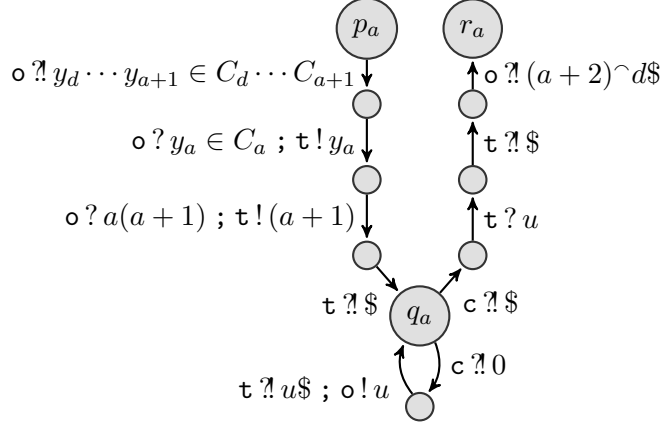 p_a r_a
o ?! y_d ⋯ y_{a+1} ∈ C_d ⋯ C_{a+1} o ?! (a + 2)⌢d$
o ? y_a ∈ C_a ; t ! y_a t ?! $
o ? a(a + 1) ; t ! (a + 1) t ? u
t ?! $ q_a c ?! $
c ?! 0
t ?! u$ ; o ! u